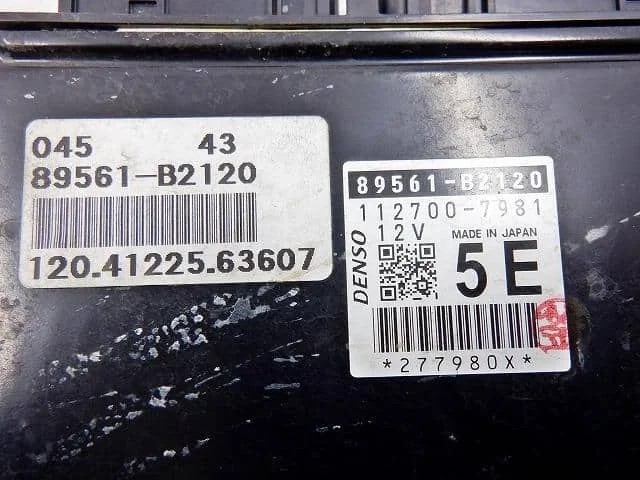 045 43
89561-B2120
120.41225.63607
89561-B2120
112700-7981
DENSO
12V MADE IN JAPAN
5E
*277980X*